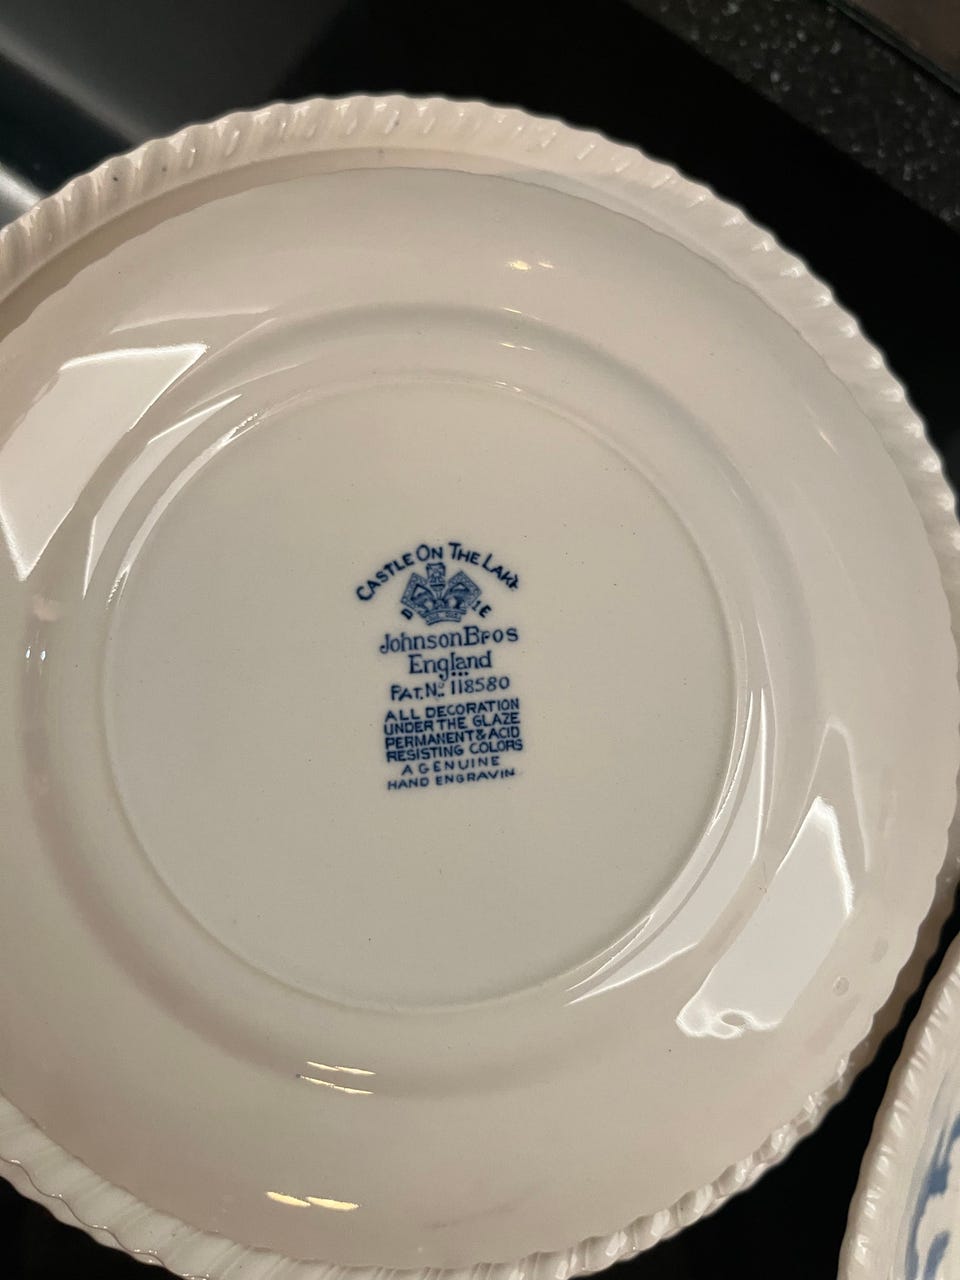 CASTLE ON THE LAKE
D 1 E
Johnson Bros
England
PAT. No. 118580
ALL DECORATION
UNDER THE GLAZE
PERMANENT & ACID
RESISTING COLORS
A GENUINE
HAND ENGRAVIN